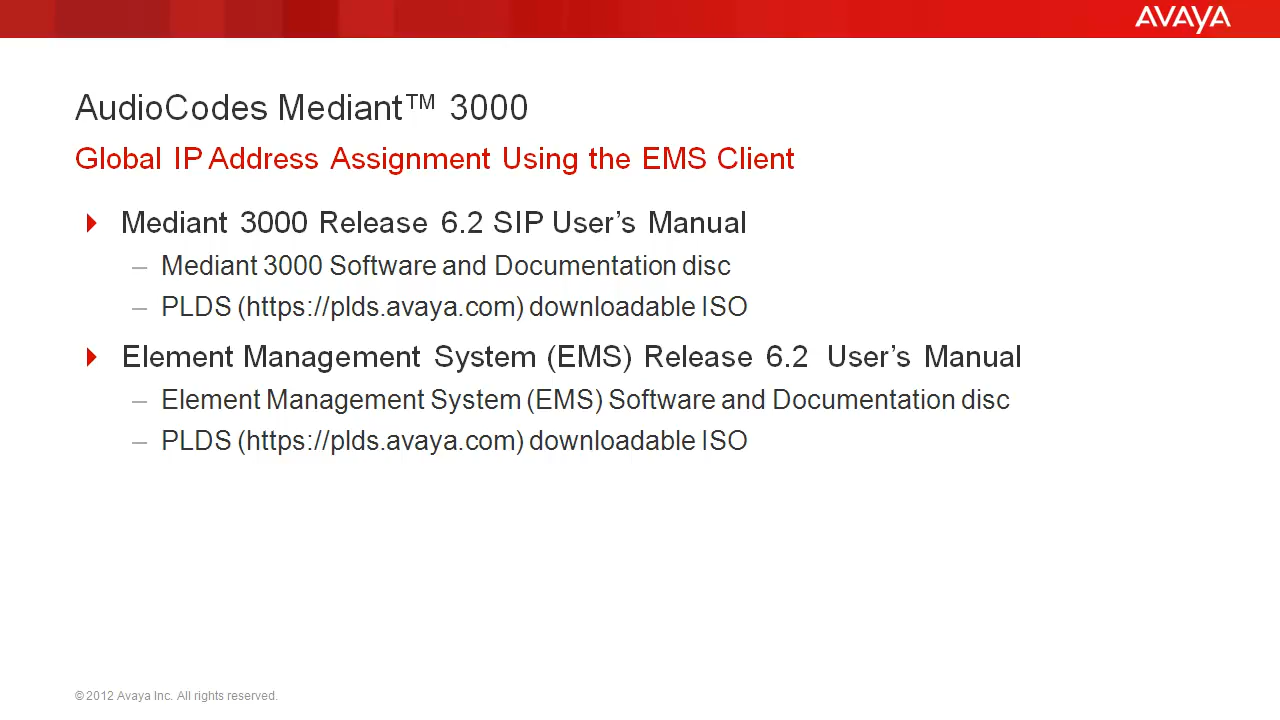 AVAYA
AudioCodes Mediant™ 3000
Global IP Address Assignment Using the EMS Client
Mediant 3000 Release 6.2 SIP User’s Manual
– Mediant 3000 Software and Documentation disc
– PLDS (https://plds.avaya.com) downloadable ISO
Element Management System (EMS) Release 6.2 User’s Manual
– Element Management System (EMS) Software and Documentation disc
– PLDS (https://plds.avaya.com) downloadable ISO
© 2012 Avaya Inc. All rights reserved.